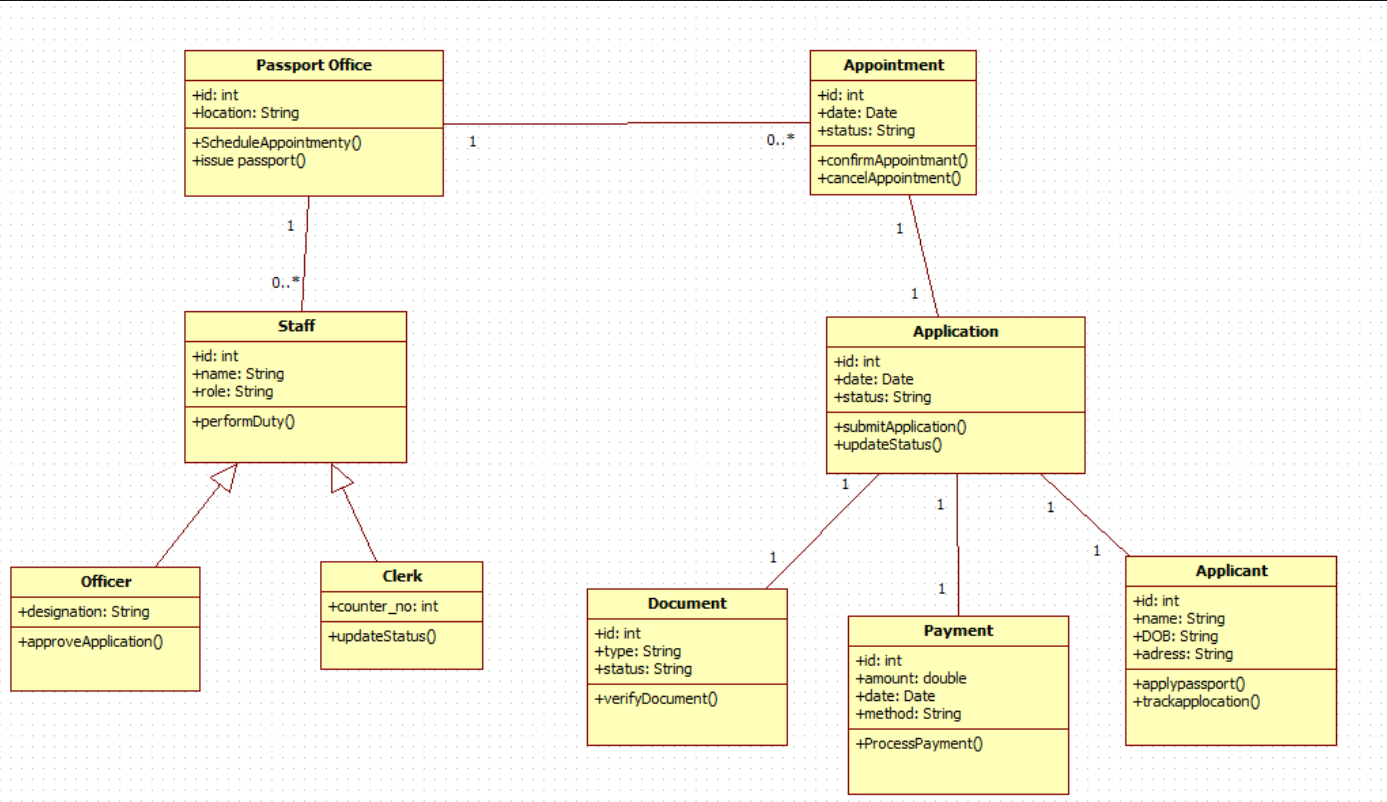 Passport Office
+id: int
+location: String
+ScheduleAppointmenty()
+issue passport()
Appointment
+id: int
+date: Date
+status: String
+confirmAppointmant()
+cancelAppointment()
1
0..*
1
0..*
1
1
Staff
+id: int
+name: String
+role: String
+performDuty()
Application
+id: int
+date: Date
+status: String
+submitApplication()
+updateStatus()
1
1
1
1
1
1
Officer
+designation: String
+approveApplication()
Clerk
+counter_no: int
+updateStatus()
Document
+id: int
+type: String
+status: String
+verifyDocument()
Payment
+id: int
+amount: double
+date: Date
+method: String
+ProcessPayment()
Applicant
+id: int
+name: String
+DOB: String
+adress: String
+applypassport()
+trackapplocation()